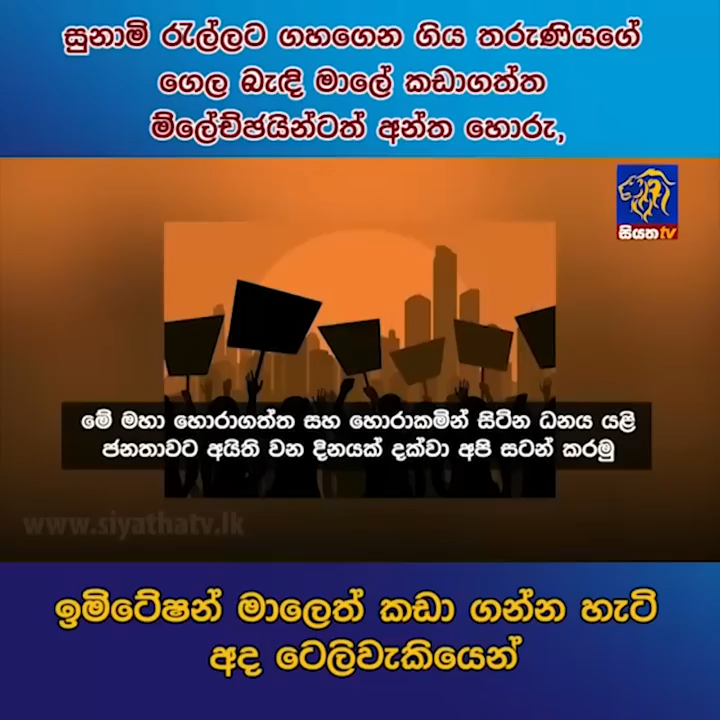 සුනාමි රැල්ලට ගහගෙන ගිය තරුණියගේ
ගෙල බැඳි මාලේ කඩාගත්ත
ම්ලේච්ඡයින්ටත් අන්ත හොරු,
සියත tv
මේ මහා හොරාගත්ත සහ හොරාකමින් සිටින ධනය යළි
ජනතාවට අයිති වන දිනයක් දක්වා අපි සටන් කරමු
www.siyathatv.lk
ඉමිටේෂන් මාලෙත් කඩා ගන්න හැටි
අද ටෙලිවැකියෙන්